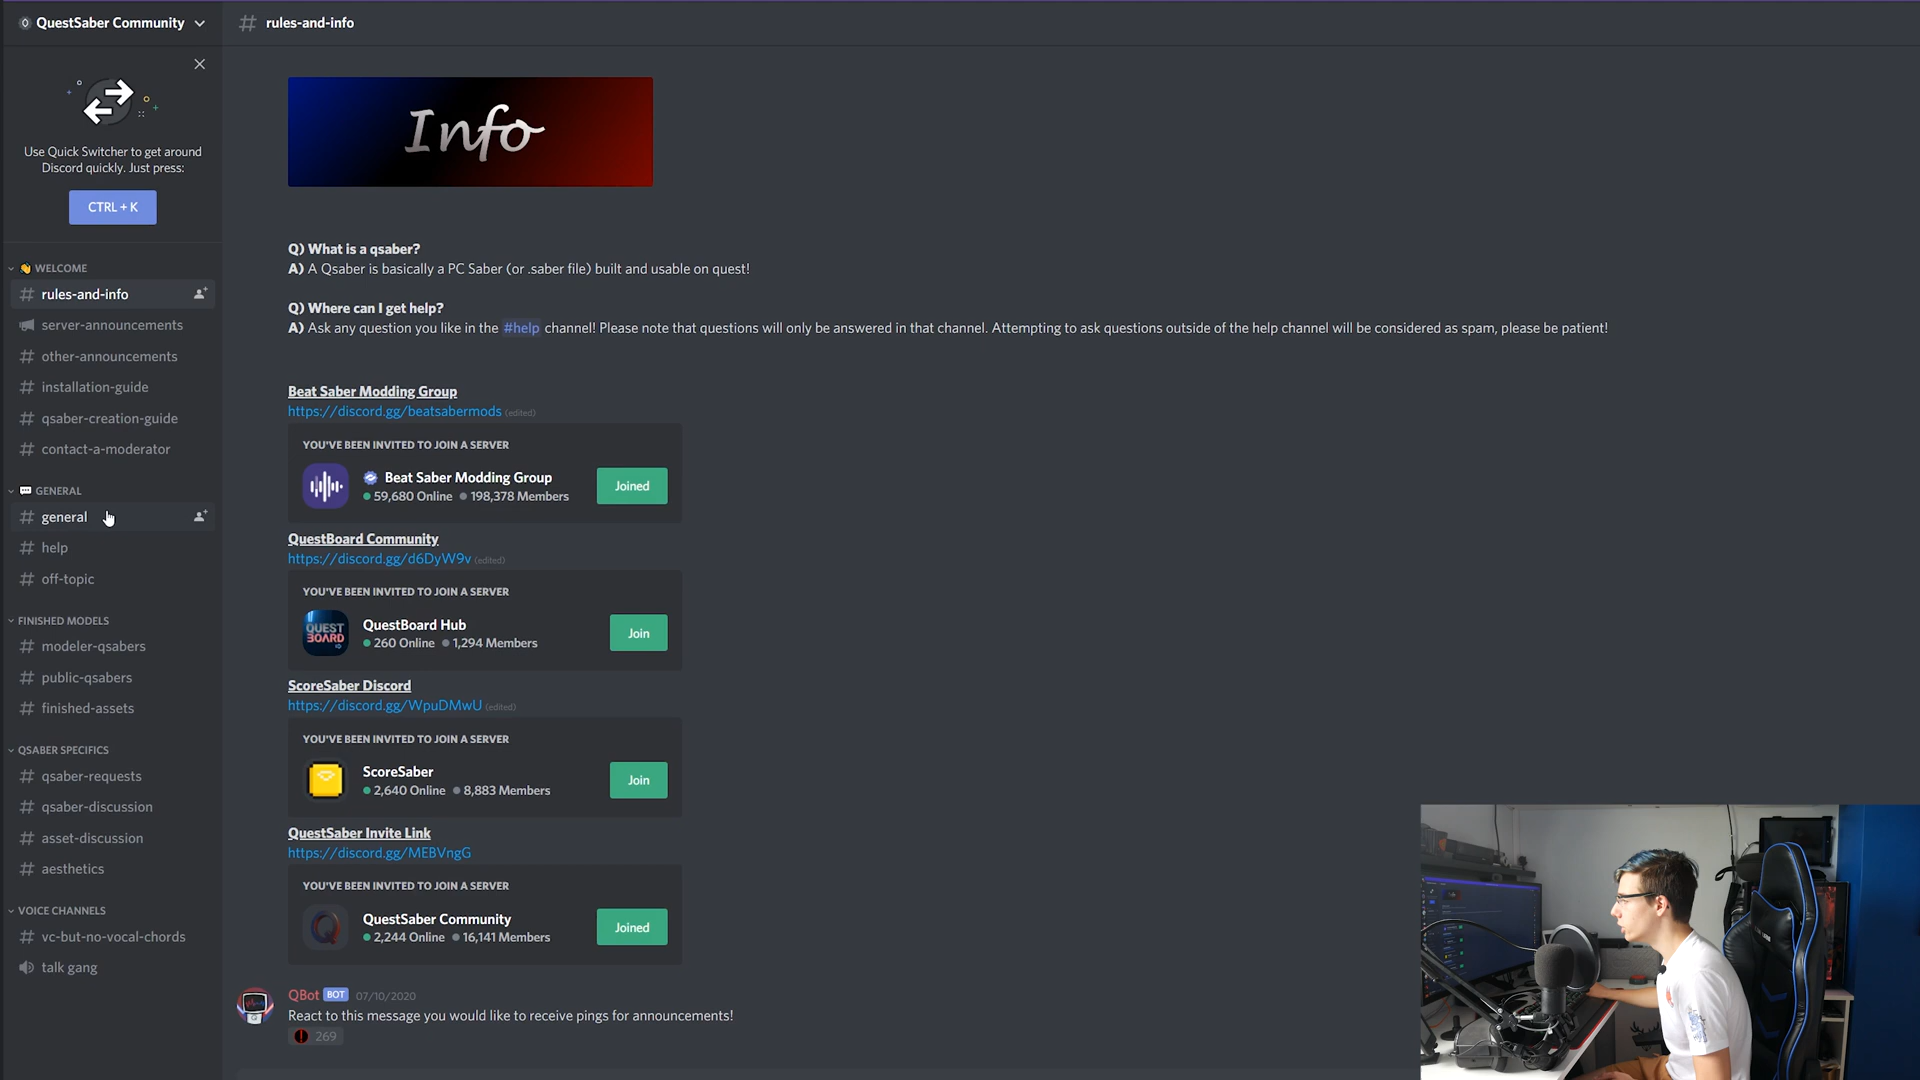 QuestSaber Community
rules-and-info
Use Quick Switcher to get around
Discord quickly. Just press:
CTRL + K
WELCOME
rules-and-info
server-announcements
other-announcements
installation-guide
qsaber-creation-guide
contact-a-moderator
GENERAL
general
help
off-topic
FINISHED MODELS
modeler-qsabers
public-qsabers
finished-assets
QSABER SPECIFICS
qsaber-requests
qsaber-discussion
asset-discussion
aesthetics
VOICE CHANNELS
vc-but-no-vocal-chords
talk gang
Info
Q) What is a qsaber?
A) A Qsaber is basically a PC Saber (or .saber file) built and usable on quest!
Q) Where can I get help?
A) Ask any question you like in the #help channel! Please note that questions will only be answered in that channel. Attempting to ask questions outside of the help channel will be considered as spam, please be patient!
Beat Saber Modding Group
https://discord.gg/beatsabermods (edited)
YOU'VE BEEN INVITED TO JOIN A SERVER
Beat Saber Modding Group
59,680 Online 198,378 Members
Joined
QuestBoard Community
https://discord.gg/d6DyW9v (edited)
YOU'VE BEEN INVITED TO JOIN A SERVER
QUEST
BOARD
QuestBoard Hub
260 Online 1,294 Members
Join
ScoreSaber Discord
https://discord.gg/WpuDMwU (edited)
YOU'VE BEEN INVITED TO JOIN A SERVER
ScoreSaber
2,640 Online 8,883 Members
Join
QuestSaber Invite Link
https://discord.gg/MEBVngG
YOU'VE BEEN INVITED TO JOIN A SERVER
QuestSaber Community
2,244 Online 16,141 Members
Joined
QBot BOT 07/10/2020
React to this message you would like to receive pings for announcements!
269